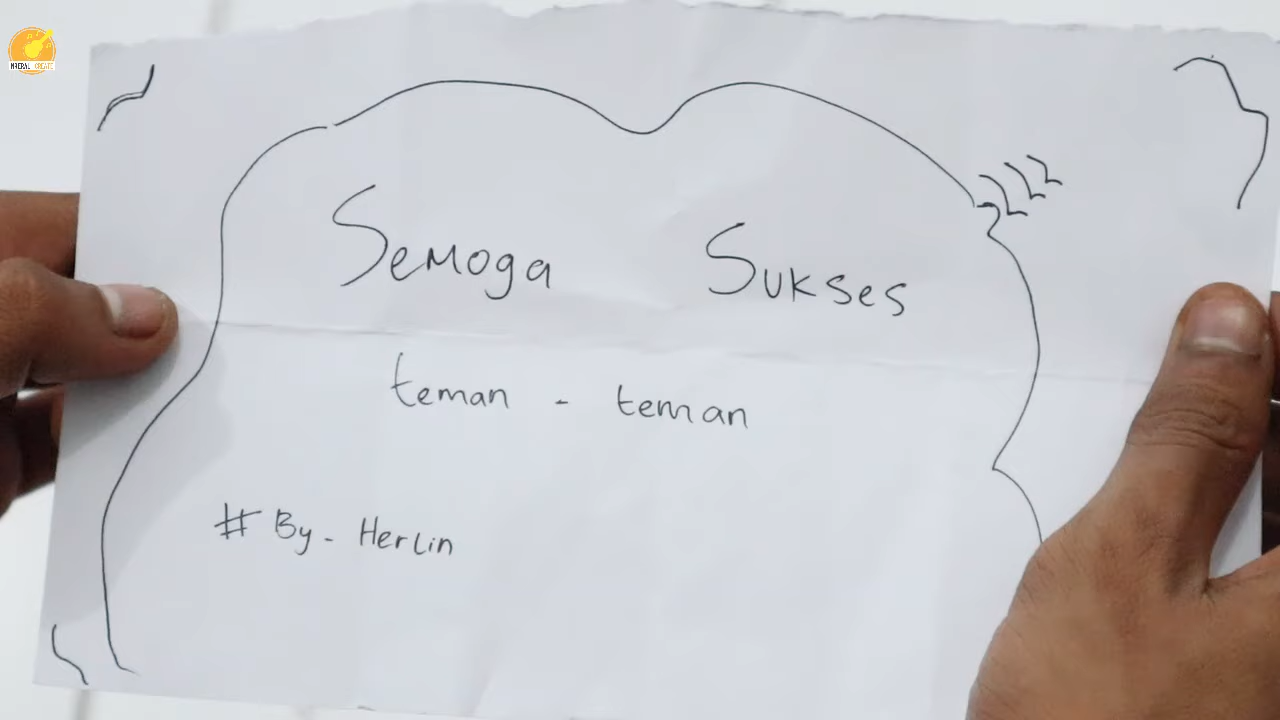 Semoga Sukses
teman - teman
# By - Herlin